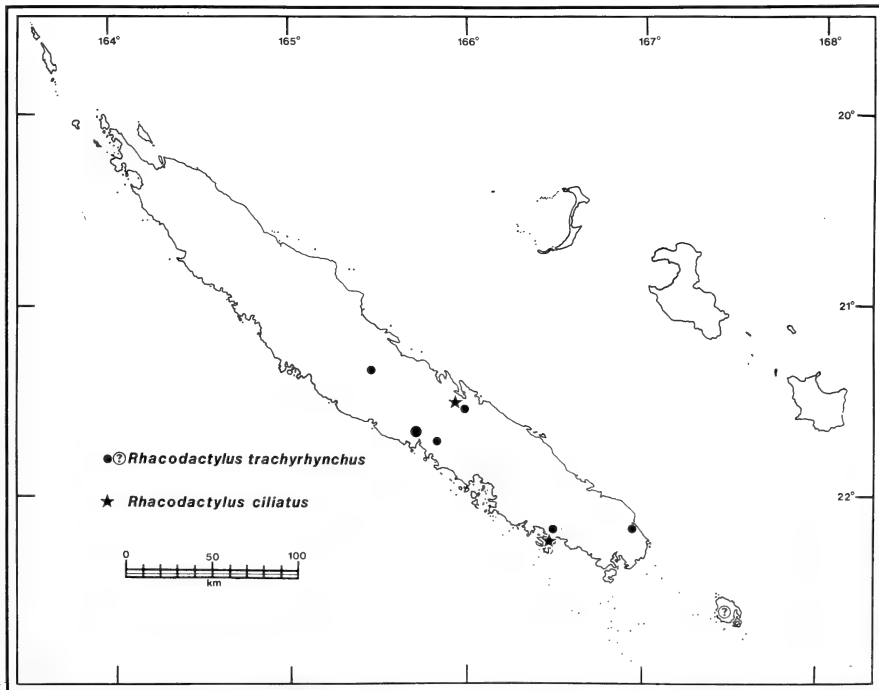 164° 165° 166° 167° 168°
20°
21°
?Rhacodactylus trachyrhynchus
Rhacodactylus ciliatus
22°
0 50 100
km
?